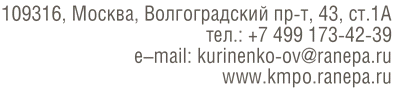 109316, Москва, Волгоградский пр-т, 43, ст.1А
тел.: +7 499 173-42-39
e–mail: kurinenko-ov@ranepa.ru
www.kmpo.ranepa.ru